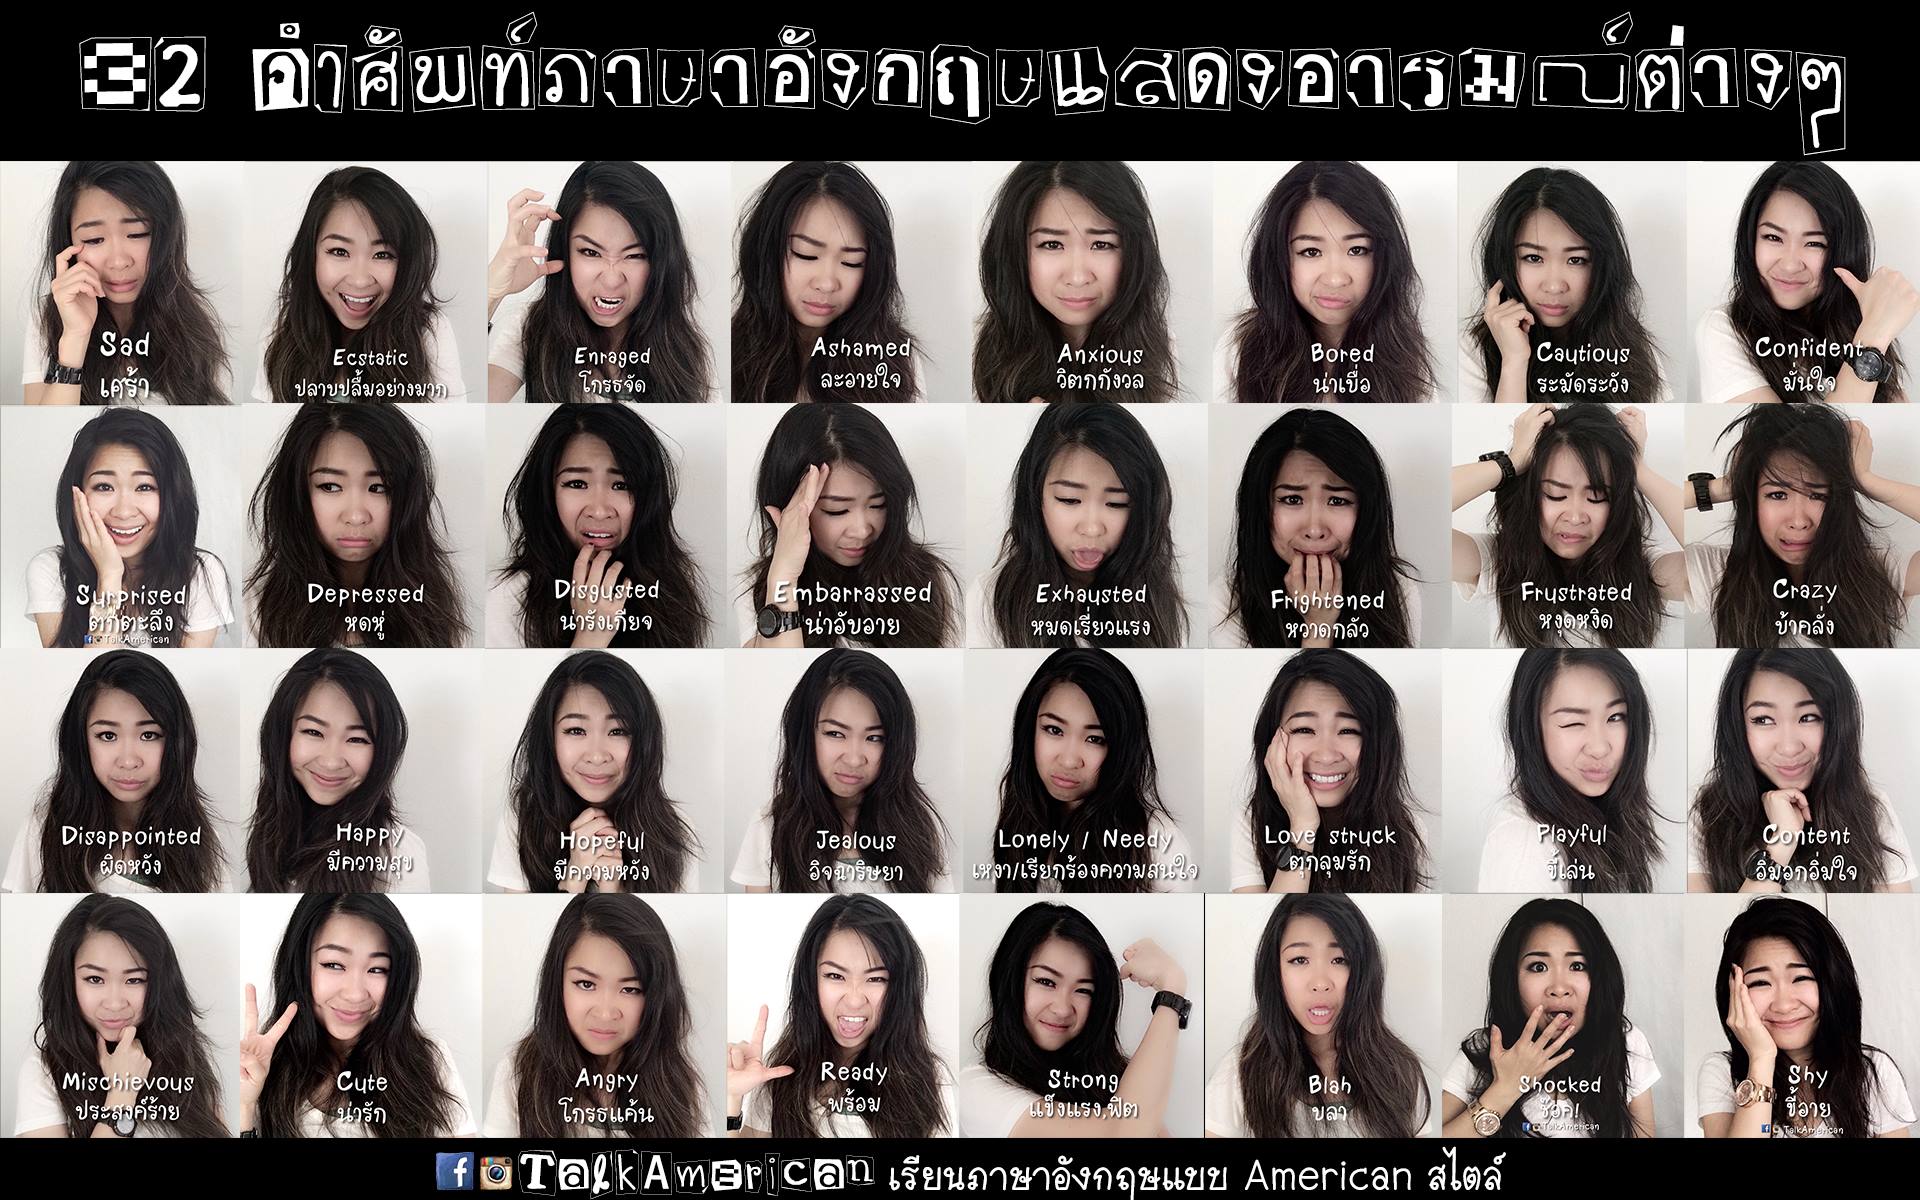 32 คำศัพท์ภาษาอังกฤษแสดงอารมณ์ต่างๆ
Sad
เศร้า
Ecstatic
ปลาบปลื้มอย่างมาก
Enraged
โกรธจัด
Ashamed
ละอายใจ
Anxious
วิตกกังวล
Bored
น่าเบื่อ
Cautious
ระมัดระวัง
Confident
มั่นใจ
Surprised
ตกตะลึง
TalkAmerican
Depressed
หดหู่
Disgusted
น่ารังเกียจ
Embarrassed
น่าอับอาย
Exhausted
หมดเรี่ยวแรง
Frightened
หวาดกลัว
Frustrated
หงุดหงิด
Crazy
บ้าคลั่ง
Disappointed
ผิดหวัง
Happy
มีความสุข
Hopeful
มีความหวัง
Jealous
อิจฉาริษยา
Lonely / Needy
เหงา/เรียกร้องความสนใจ
Love struck
ตุกลุมรัก
Playful
ขี้เล่น
Content
อิ่มอกอิ่มใจ
Mischievous
ประสงค์ร้าย
Cute
น่ารัก
Angry
โกรธแค้น
Ready
พร้อม
Strong
แข็งแรง,ฟิต
Blah
บลา
Shocked
ช๊อค!
TalkAmerican
Shy
ขี้อาย
TalkAmerican
TalkAmerican เรียนภาษาอังกฤษแบบ American สไตล์